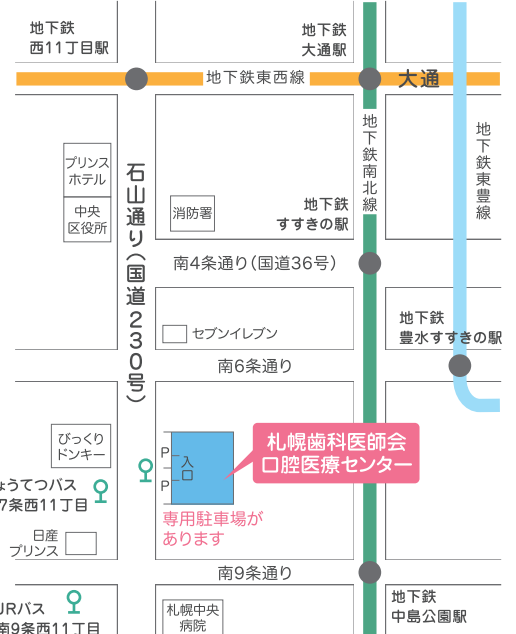 地下鉄
西11丁目駅
地下鉄
大通駅
地下鉄東西線
大通
地下鉄南北線
地下鉄東豊線
プリンス
ホテル
中央
区役所
石山通り(国道230号)
消防署
地下鉄
すすきの駅
南4条通り(国道36号)
セブンイレブン
地下鉄
豊水すすきの駅
南6条通り
びっくり
ドンキー
P
入口
P
札幌歯科医師会
口腔医療センター
ょうてつバス
7条西11丁目
専用駐車場が
あります
日産
プリンス
南9条通り
JRバス
南9条西11丁目
札幌中央
病院
地下鉄
中島公園駅